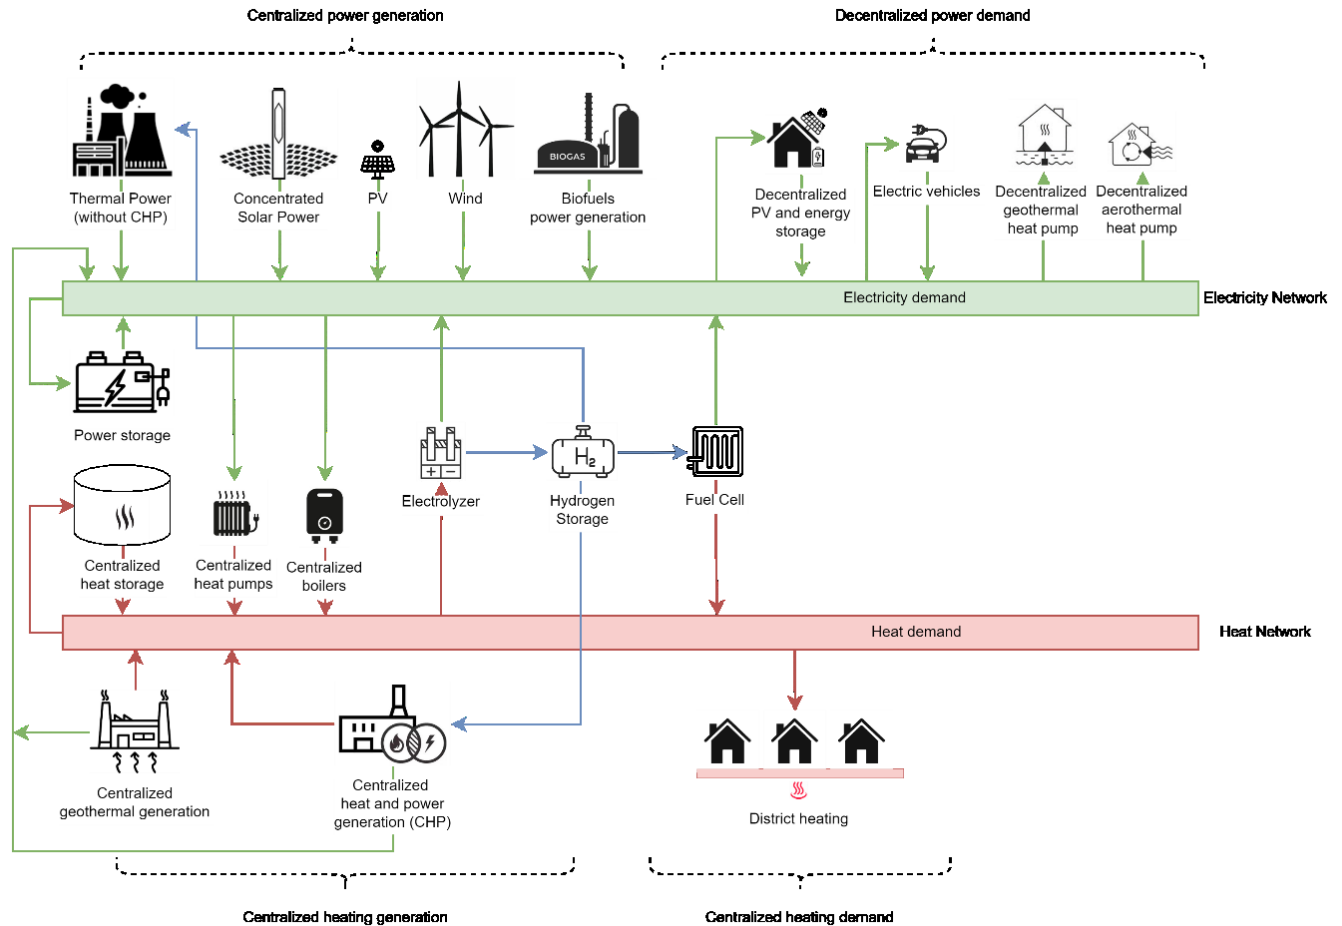 Centralized power generation
Decentralized power demand
BIOGAS
Thermal Power
(without CHP)
Concentrated
Solar Power
PV
Wind
Biofuels
power generation
Decentralized
PV and energy
storage
Electric vehicles
Decentralized
geothermal
heat pump
Decentralized
aerothermal
heat pump
Electricity demand
Electricity Network
Power storage
Electrolyzer
H2
Hydrogen
Storage
Fuel Cell
Centralized
heat storage
Centralized
heat pumps
Centralized
boilers
Heat demand
Heat Network
Centralized
geothermal generation
Centralized
heat and power
generation (CHP)
District heating
Centralized heating generation
Centralized heating demand